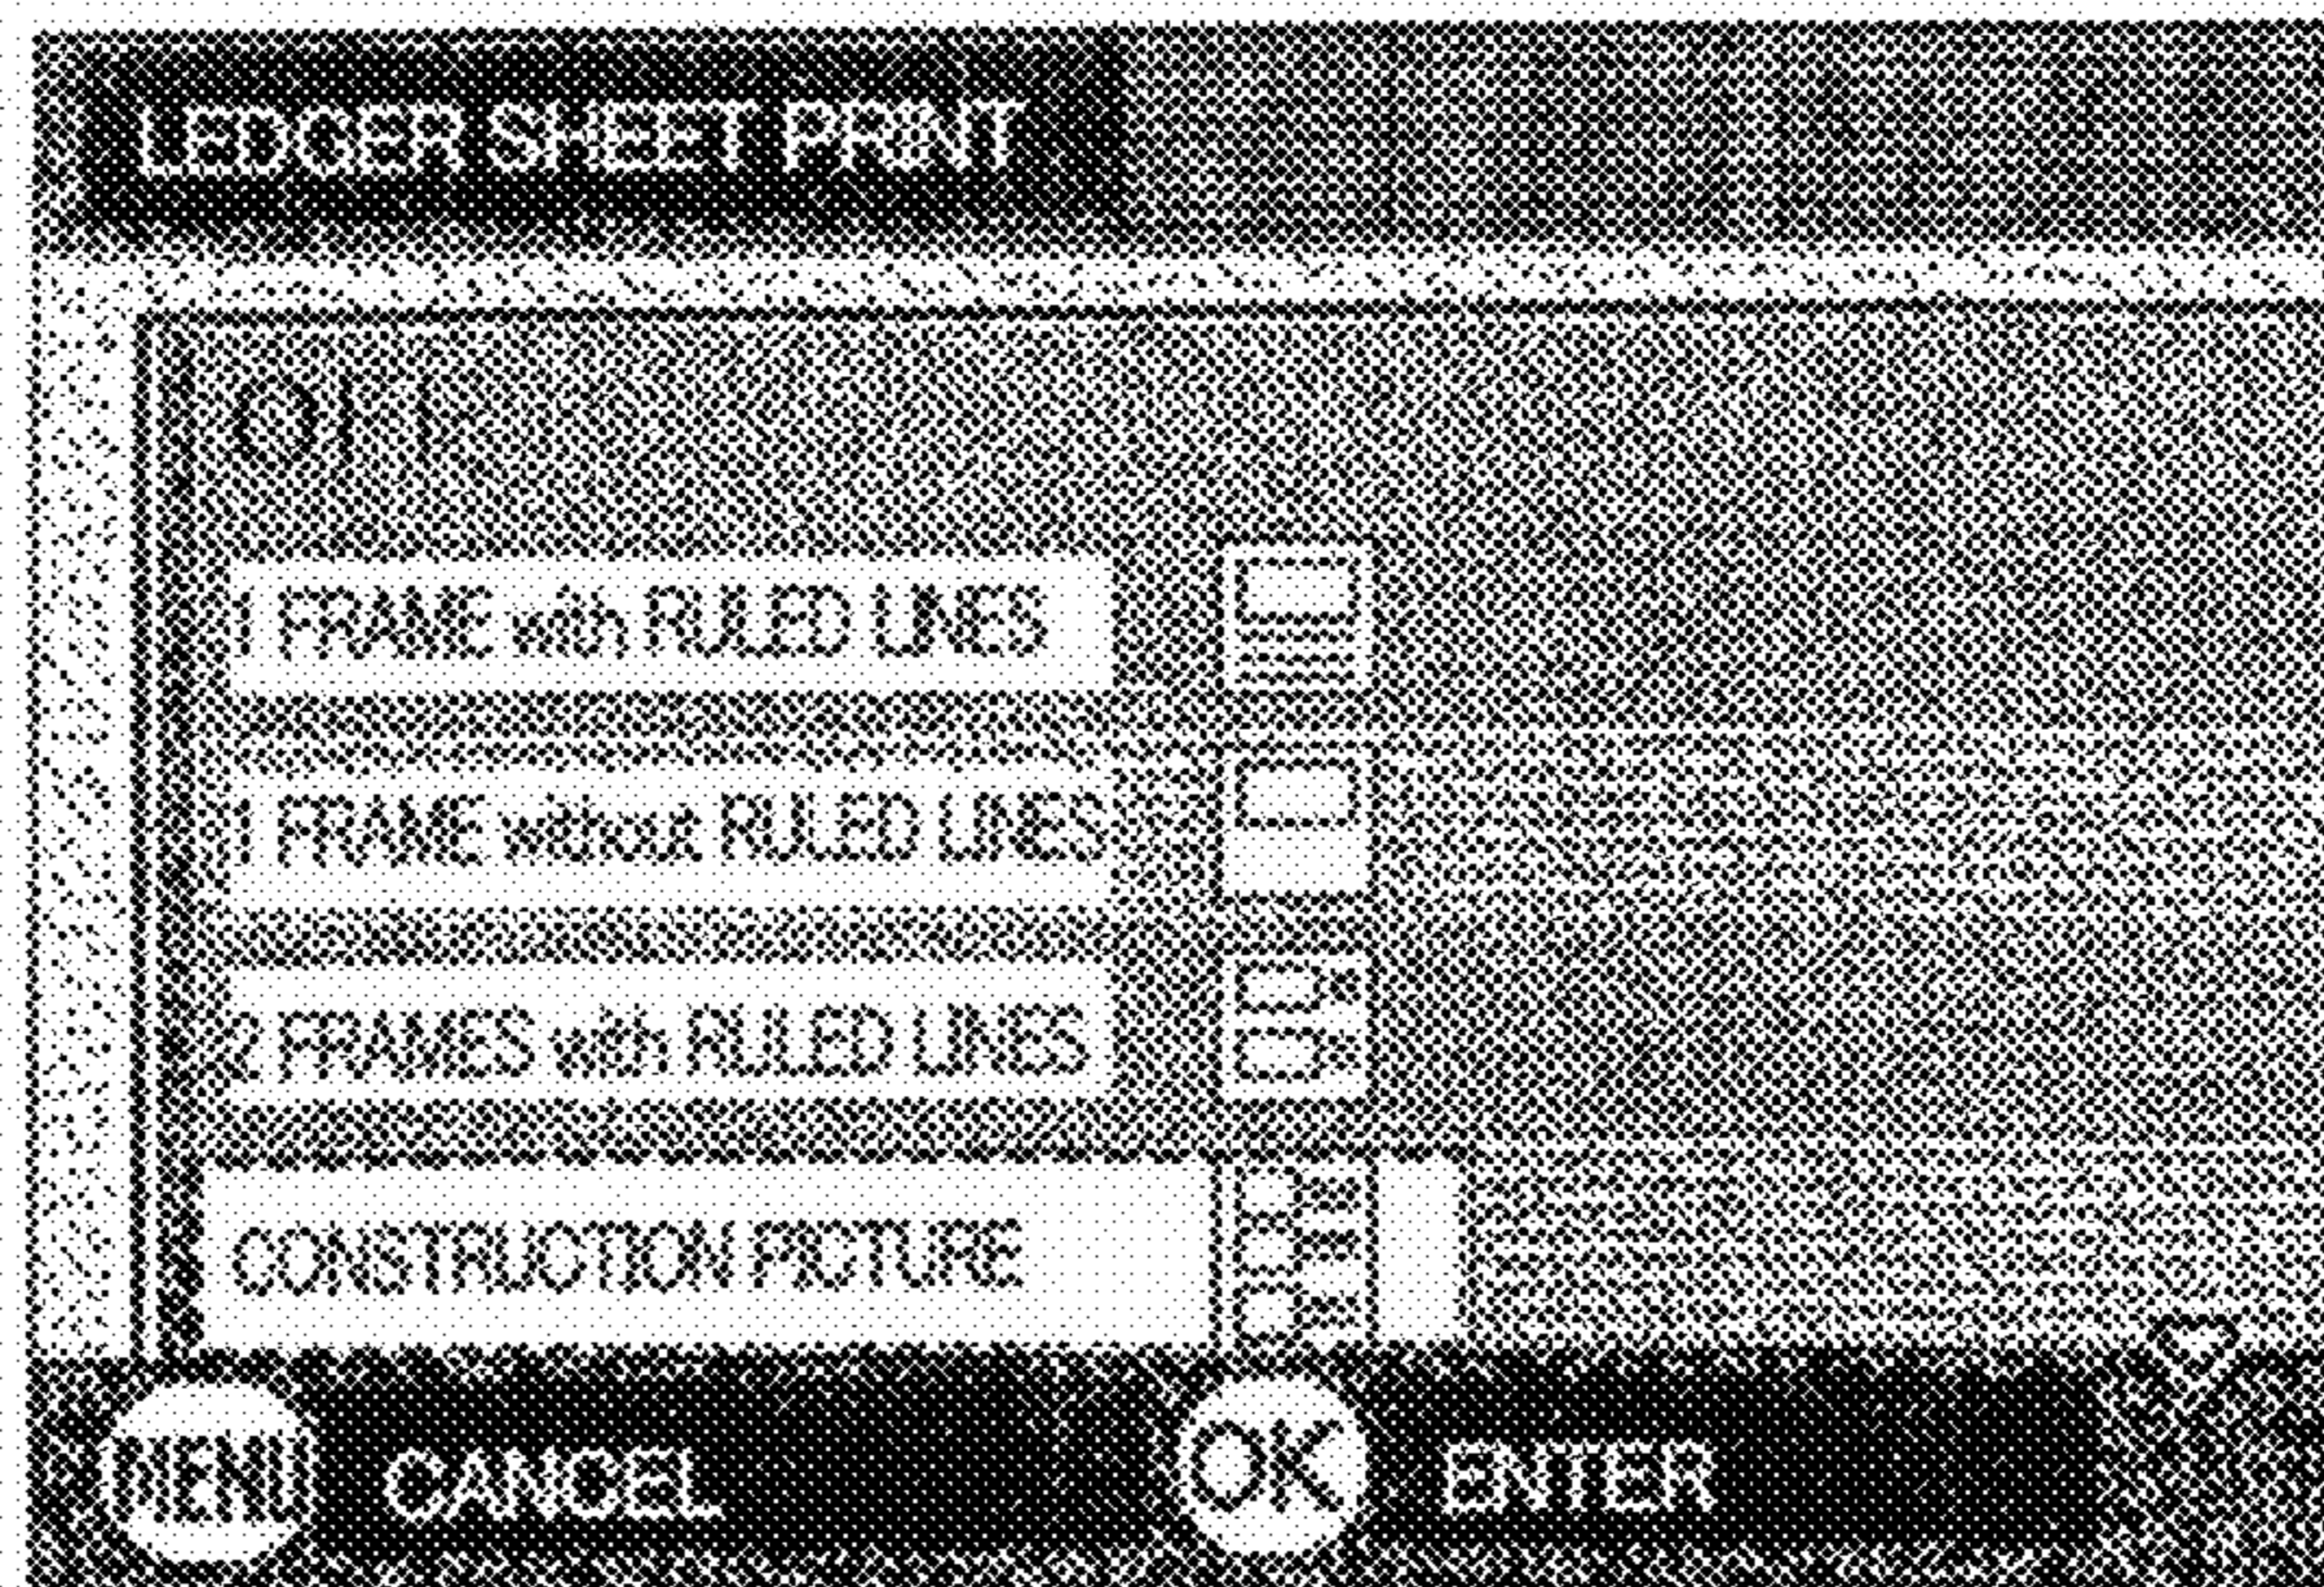 LEDGER SHEET PRINT
OFF
1 FRAME with RULED LINES
1 FRAME without RULED LINES
2 FRAMES with RULED LINES
CONSTRUCTION PICTURE
MENU CANCEL OK ENTER